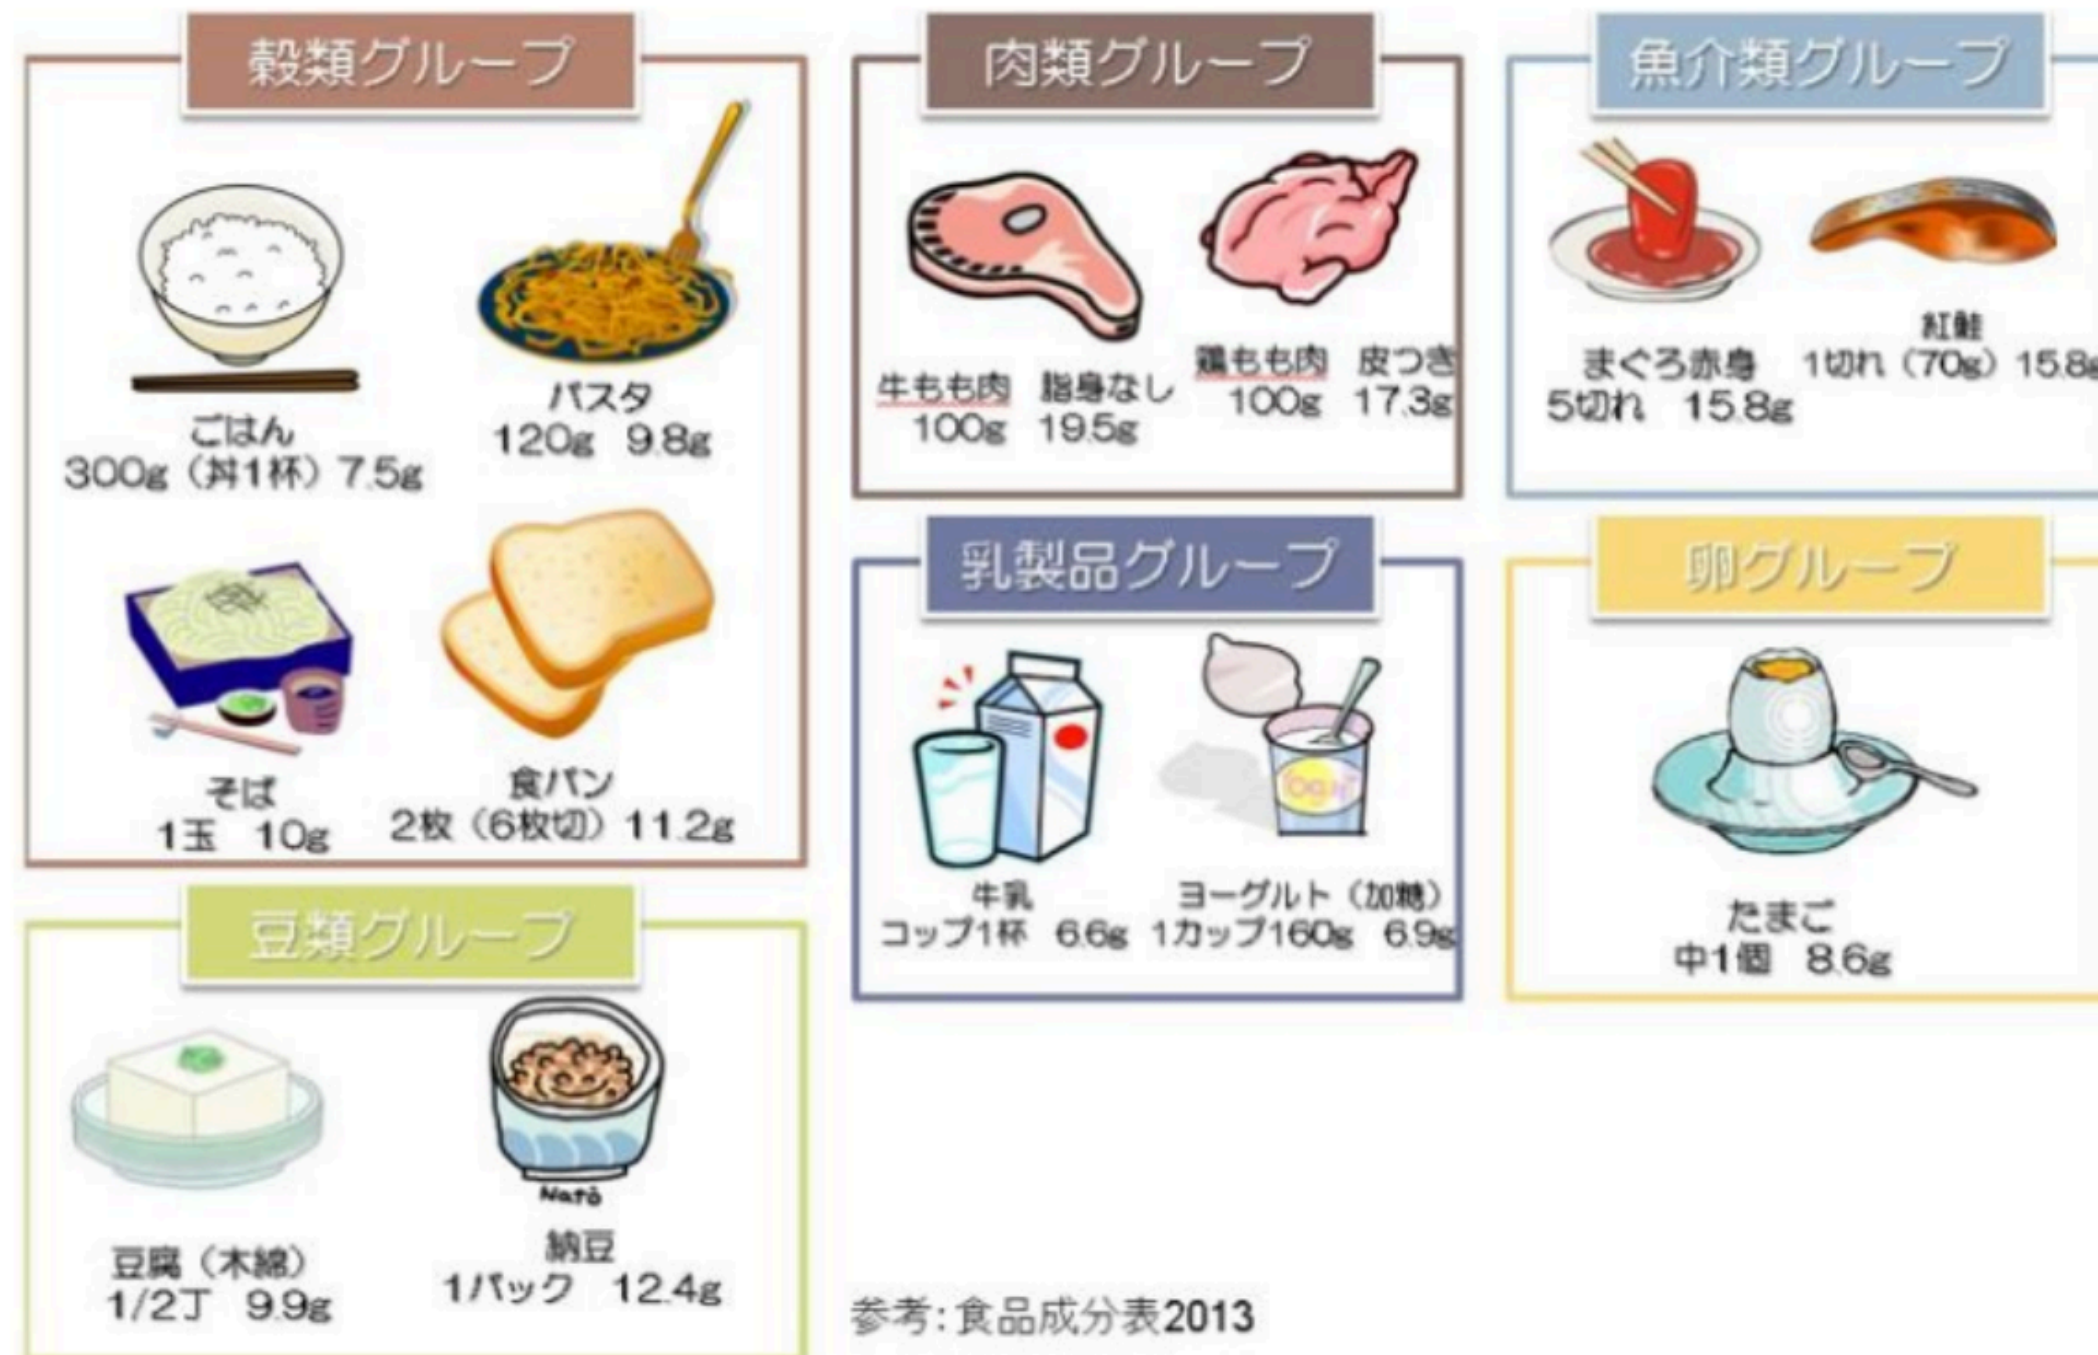 穀類グループ
ごはん
300g（丼1杯）7.5g
パスタ
120g 9.8g
そば
1玉 10g
食パン
2枚（6枚切）11.2g
豆類グループ
豆腐（木綿）
1/2丁 9.9g
Nattō
納豆
1パック 12.4g
肉類グループ
牛もも肉 脂身なし
100g 19.5g
鶏もも肉 皮つき
100g 17.3g
魚介類グループ
まぐろ赤身
5切れ 15.8g
紅鮭
1切れ（70g）15.8g
乳製品グループ
牛乳
コップ1杯 6.6g
ヨーグルト（加糖）
1カップ160g 6.9g
卵グループ
たまご
中1個 8.6g
参考：食品成分表2013